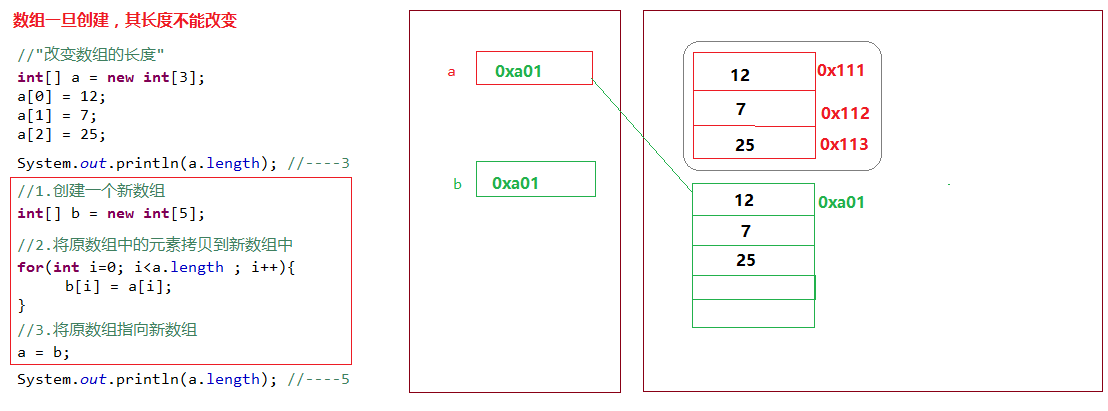 数组一旦创建，其长度不能改变
//"改变数组的长度"
int[] a = new int[3];
a[0] = 12;
a[1] = 7;
a[2] = 25;
System.out.println(a.length); //----3
//1.创建一个新数组
int[] b = new int[5];
//2.将原数组中的元素拷贝到新数组中
for(int i=0; i<a.length ; i++){
b[i] = a[i];
}
//3.将原数组指向新数组
a = b;
System.out.println(a.length); //----5
a 0xa01
b 0xa01
12 0x111
7 0x112
25 0x113
12 0xa01
7
25